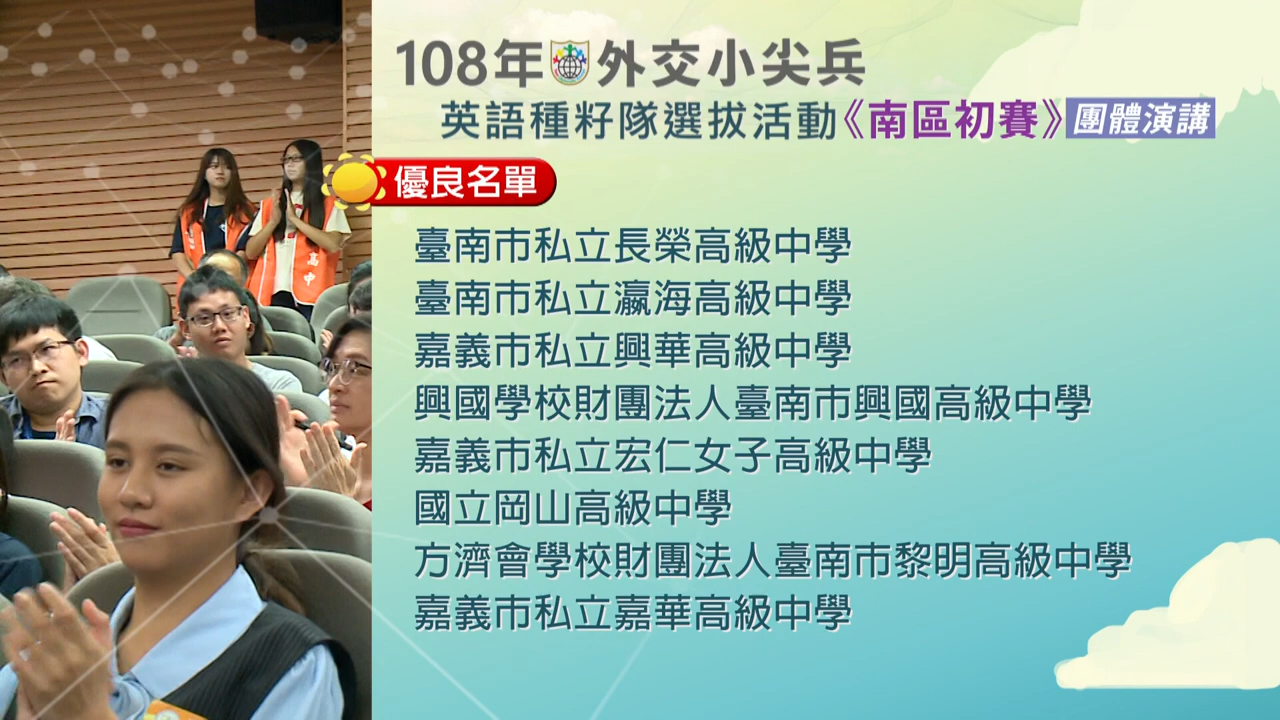 108年外交小尖兵
英語種籽隊選拔活動《南區初賽》團體演講
優良名單
臺南市私立長榮高級中學
臺南市私立瀛海高級中學
嘉義市私立興華高級中學
興國學校財團法人臺南市興國高級中學
嘉義市私立宏仁女子高級中學
國立岡山高級中學
方濟會學校財團法人臺南市黎明高級中學
嘉義市私立嘉華高級中學
高中